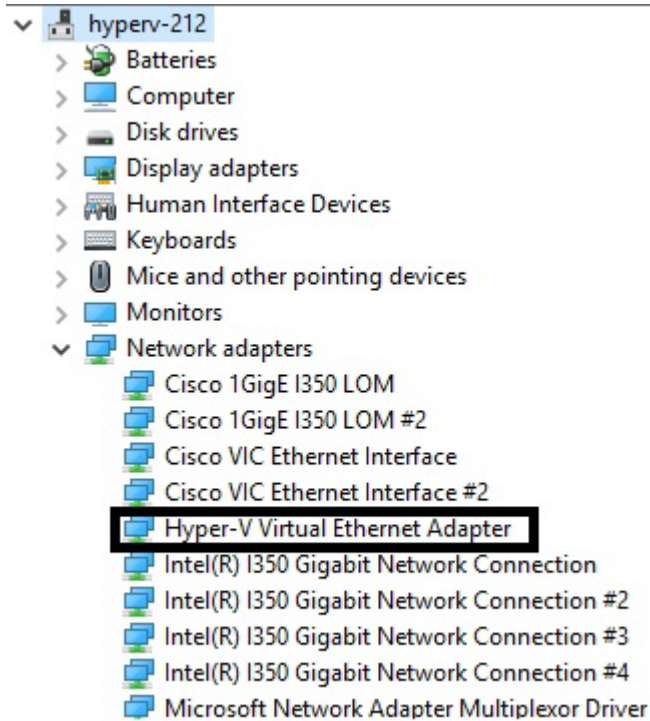 hyperv-212
Batteries
Computer
Disk drives
Display adapters
Human Interface Devices
Keyboards
Mice and other pointing devices
Monitors
Network adapters
Cisco 1GigE I350 LOM
Cisco 1GigE I350 LOM #2
Cisco VIC Ethernet Interface
Cisco VIC Ethernet Interface #2
Hyper-V Virtual Ethernet Adapter
Intel(R) I350 Gigabit Network Connection
Intel(R) I350 Gigabit Network Connection #2
Intel(R) I350 Gigabit Network Connection #3
Intel(R) I350 Gigabit Network Connection #4
Microsoft Network Adapter Multiplexor Driver